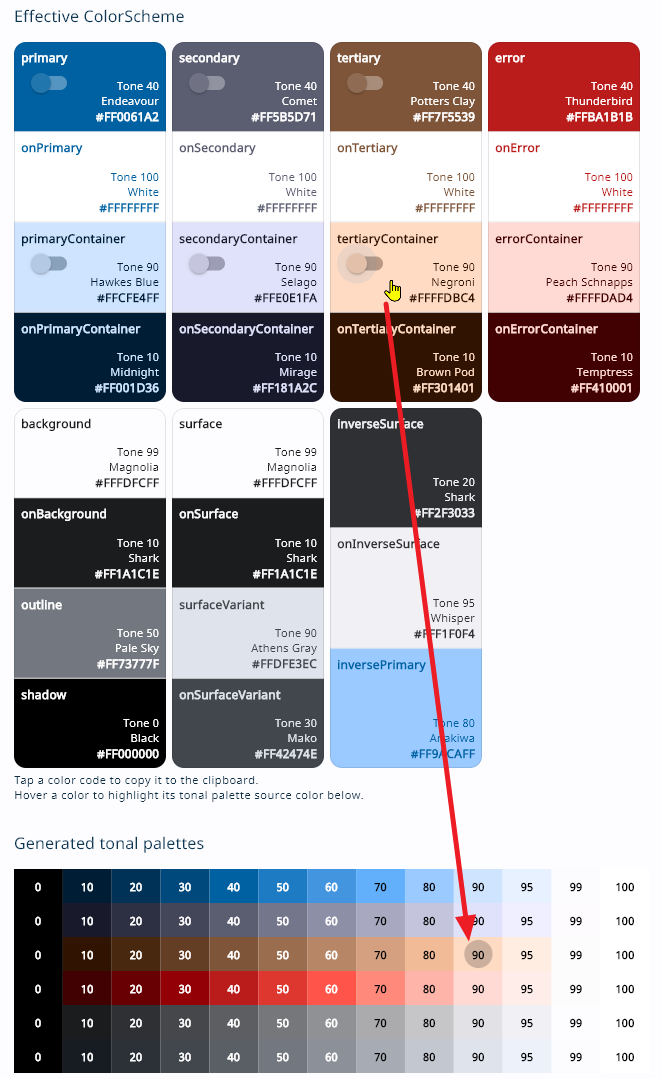 Effective ColorScheme
primary
Tone 40
Endeavour
#FF0061A2
secondary
Tone 40
Comet
#FF5B5D71
tertiary
Tone 40
Potters Clay
#FF7F5539
error
Tone 40
Thunderbird
#FFBA1B1B
onPrimary
Tone 100
White
#FFFFFFFF
onSecondary
Tone 100
White
#FFFFFFFF
onTertiary
Tone 100
White
#FFFFFFFF
onError
Tone 100
White
#FFFFFFFF
primaryContainer
Tone 90
Hawkes Blue
#FFCFE4FF
secondaryContainer
Tone 90
Selago
#FFE0E1FA
tertiaryContainer
Tone 90
Negroni
#FFFFDBC4
errorContainer
Tone 90
Peach Schnapps
#FFFFDAD4
onPrimaryContainer
Tone 10
Midnight
#FF001D36
onSecondaryContainer
Tone 10
Mirage
#FF181A2C
onTertiaryContainer
Tone 10
Brown Pod
#FF301401
onErrorContainer
Tone 10
Temptress
#FF410001
background
Tone 99
Magnolia
#FFFDFCFF
surface
Tone 99
Magnolia
#FFFDFCFF
inverseSurface
Tone 20
Shark
#FF2F3033
onBackground
Tone 10
Shark
#FF1A1C1E
onSurface
Tone 10
Shark
#FF1A1C1E
onInverseSurface
Tone 95
Whisper
#FFF1F0F4
outline
Tone 50
Pale Sky
#FF73777F
surfaceVariant
Tone 90
Athens Gray
#FFDFE3EC
inversePrimary
Tone 80
Anakiwa
#FF9ACAFF
shadow
Tone 0
Black
#FF000000
onSurfaceVariant
Tone 30
Mako
#FF42474E
Tap a color code to copy it to the clipboard.
Hover a color to highlight its tonal palette source color below.
Generated tonal palettes
0 10 20 30 40 50 60 70 80 90 95 99 100
0 10 20 30 40 50 60 70 80 90 95 99 100
0 10 20 30 40 50 60 70 80 90 95 99 100
0 10 20 30 40 50 60 70 80 90 95 99 100
0 10 20 30 40 50 60 70 80 90 95 99 100
0 10 20 30 40 50 60 70 80 90 95 99 100